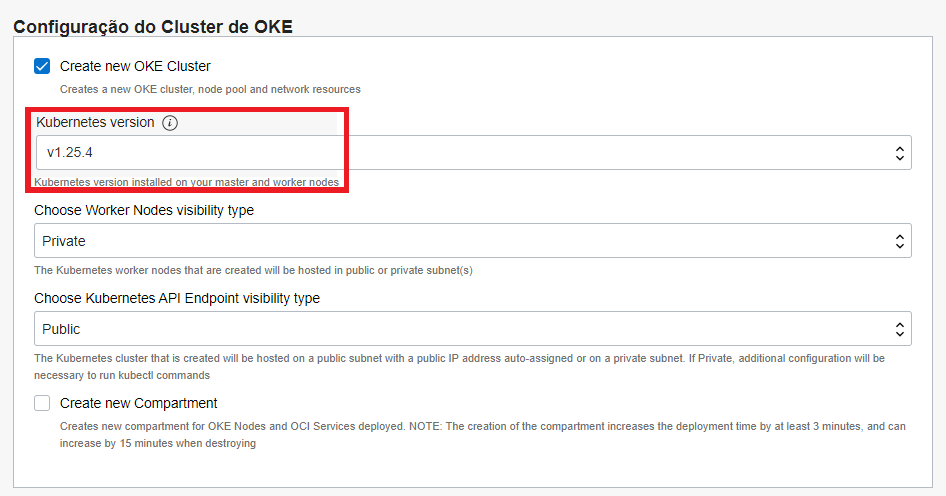 Configuração do Cluster de OKE
Create new OKE Cluster
Creates a new OKE cluster, node pool and network resources
Kubernetes version i
v1.25.4
Kubernetes version installed on your master and worker nodes
Choose Worker Nodes visibility type
Private
The Kubernetes worker nodes that are created will be hosted in public or private subnet(s)
Choose Kubernetes API Endpoint visibility type
Public
The Kubernetes cluster that is created will be hosted on a public subnet with a public IP address auto-assigned or on a private subnet. If Private, additional configuration will be
necessary to run kubectl commands
Create new Compartment
Creates new compartment for OKE Nodes and OCI Services deployed. NOTE: The creation of the compartment increases the deployment time by at least 3 minutes, and can
increase by 15 minutes when destroying